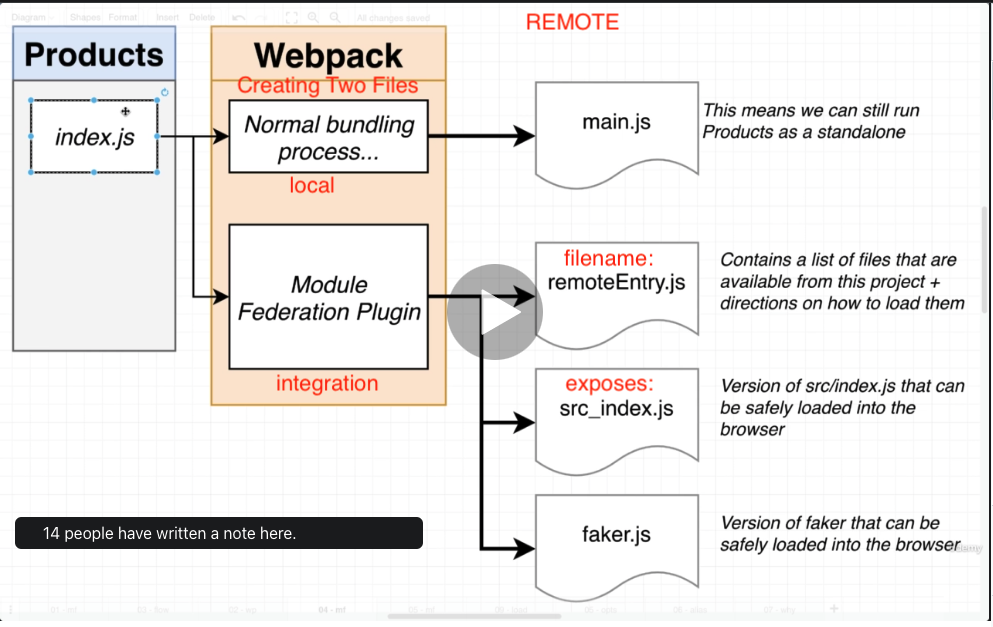 Diagram Shapes Format Insert Delete All changes saved
REMOTE
Products
Webpack
Creating Two Files
index.js
Normal bundling
process...
local
main.js
This means we can still run
Products as a standalone
Module
Federation Plugin
integration
filename:
remoteEntry.js
Contains a list of files that are
available from this project +
directions on how to load them
exposes:
src_index.js
Version of src/index.js that can
be safely loaded into the
browser
faker.js
Version of faker that can be
safely loaded into the browser
14 people have written a note here.
04 - mf